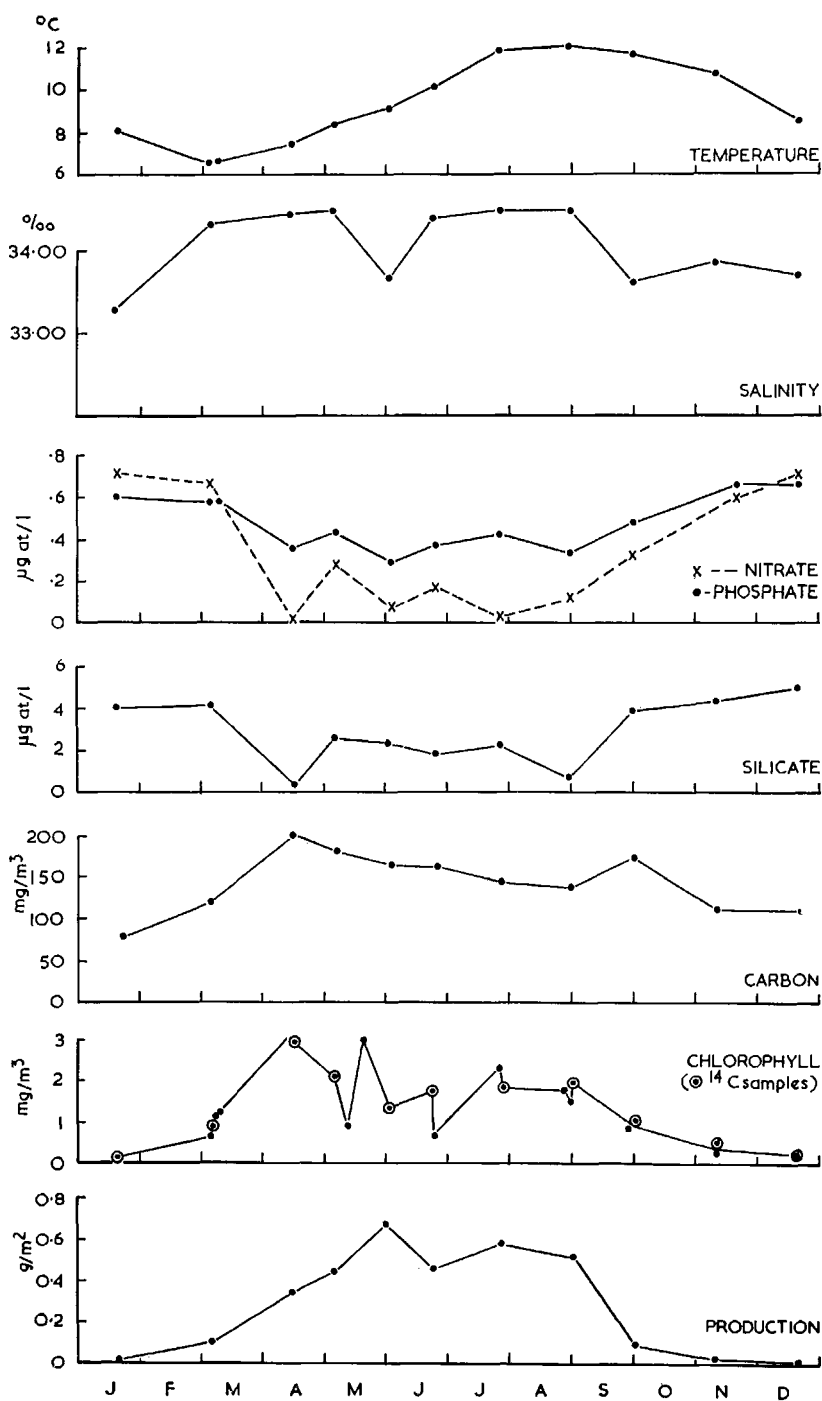 °C
12
10
8
6
TEMPERATURE
°/oo
34·00
33·00
SALINITY
µg at/l
·8
·6
·4
·2
0
x -- NITRATE
•-PHOSPHATE
µg at/l
6
4
2
0
SILICATE
mg/m³
200
150
100
50
0
CARBON
mg/m³
3
2
1
0
CHLOROPHYLL
(⊙ ¹⁴C samples)
g/m²
0·8
0·6
0·4
0·2
0
PRODUCTION
J F M A M J J A S O N D